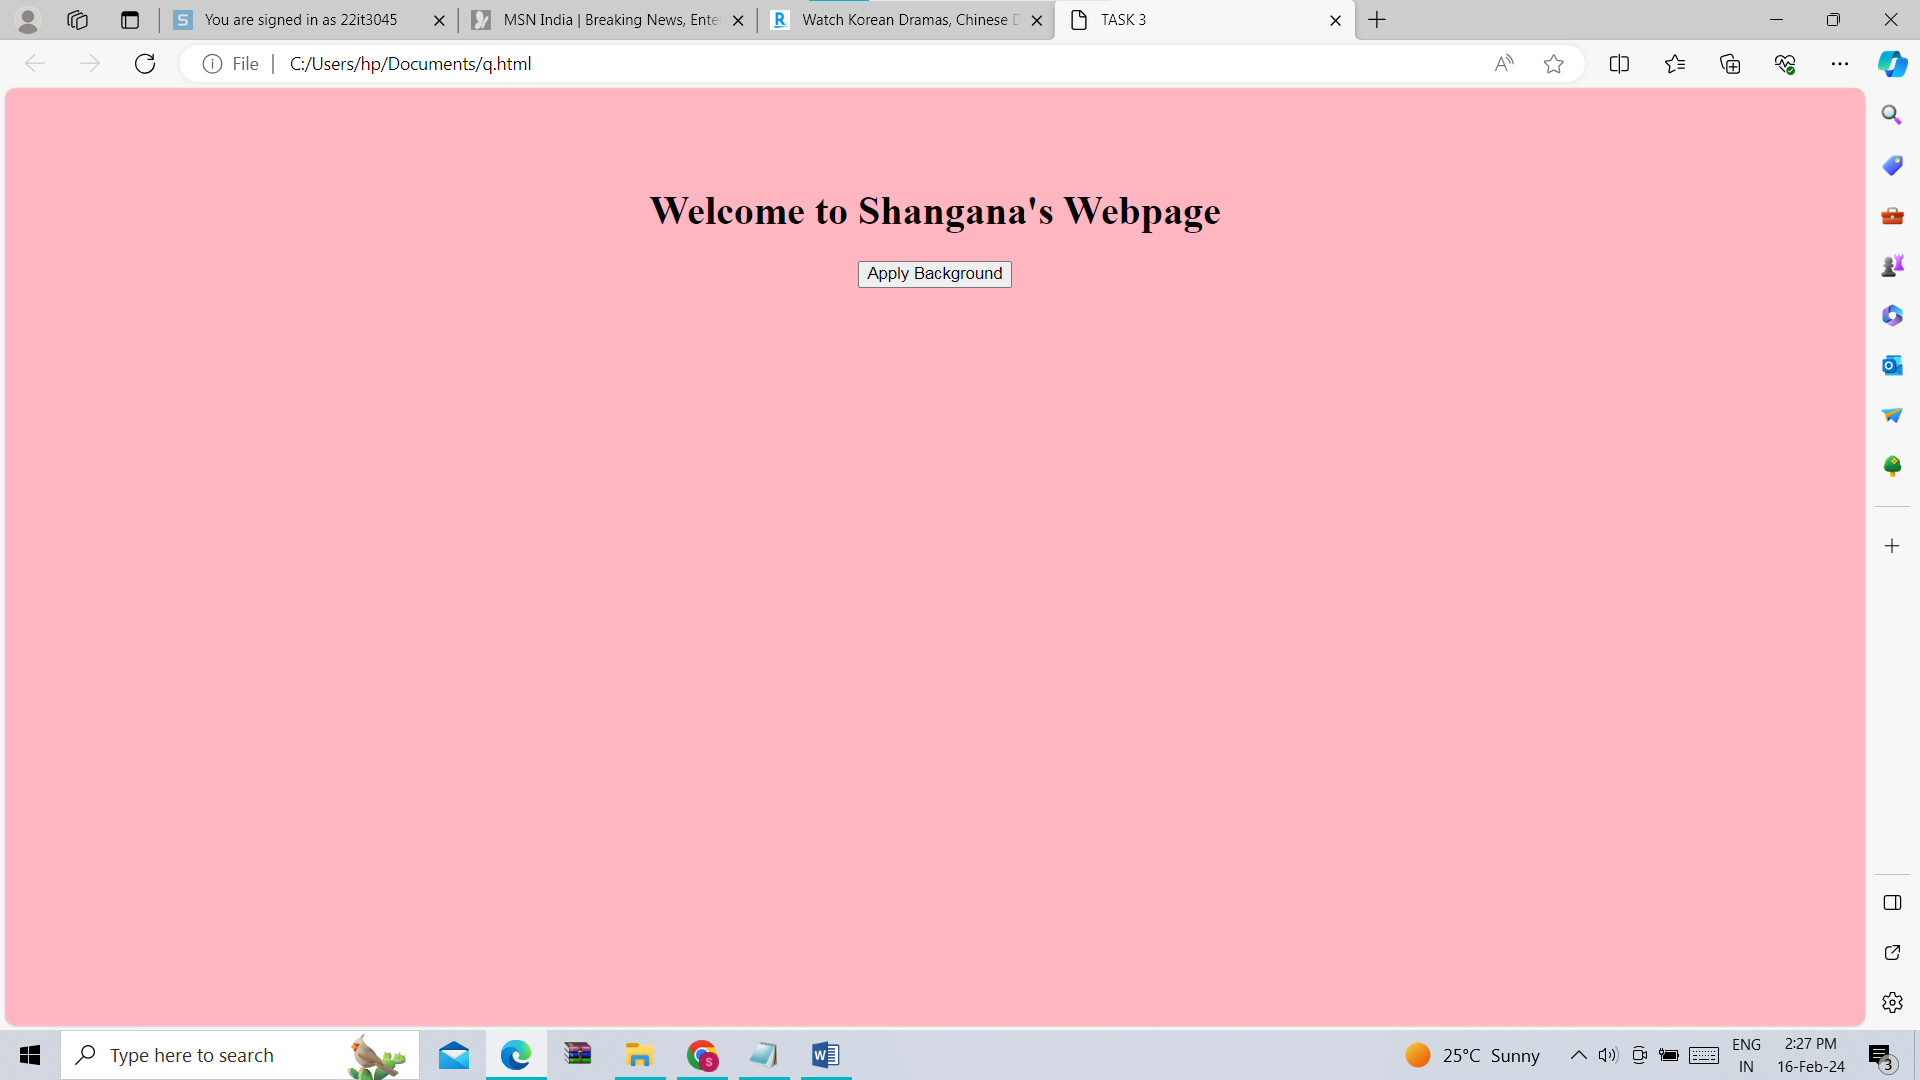 You are signed in as 22it3045
MSN India | Breaking News, Ente
Watch Korean Dramas, Chinese D
TASK 3
File
C:/Users/hp/Documents/q.html
Welcome to Shangana's Webpage
Apply Background
Type here to search
25°C Sunny
ENG
IN
2:27 PM
16-Feb-24
3